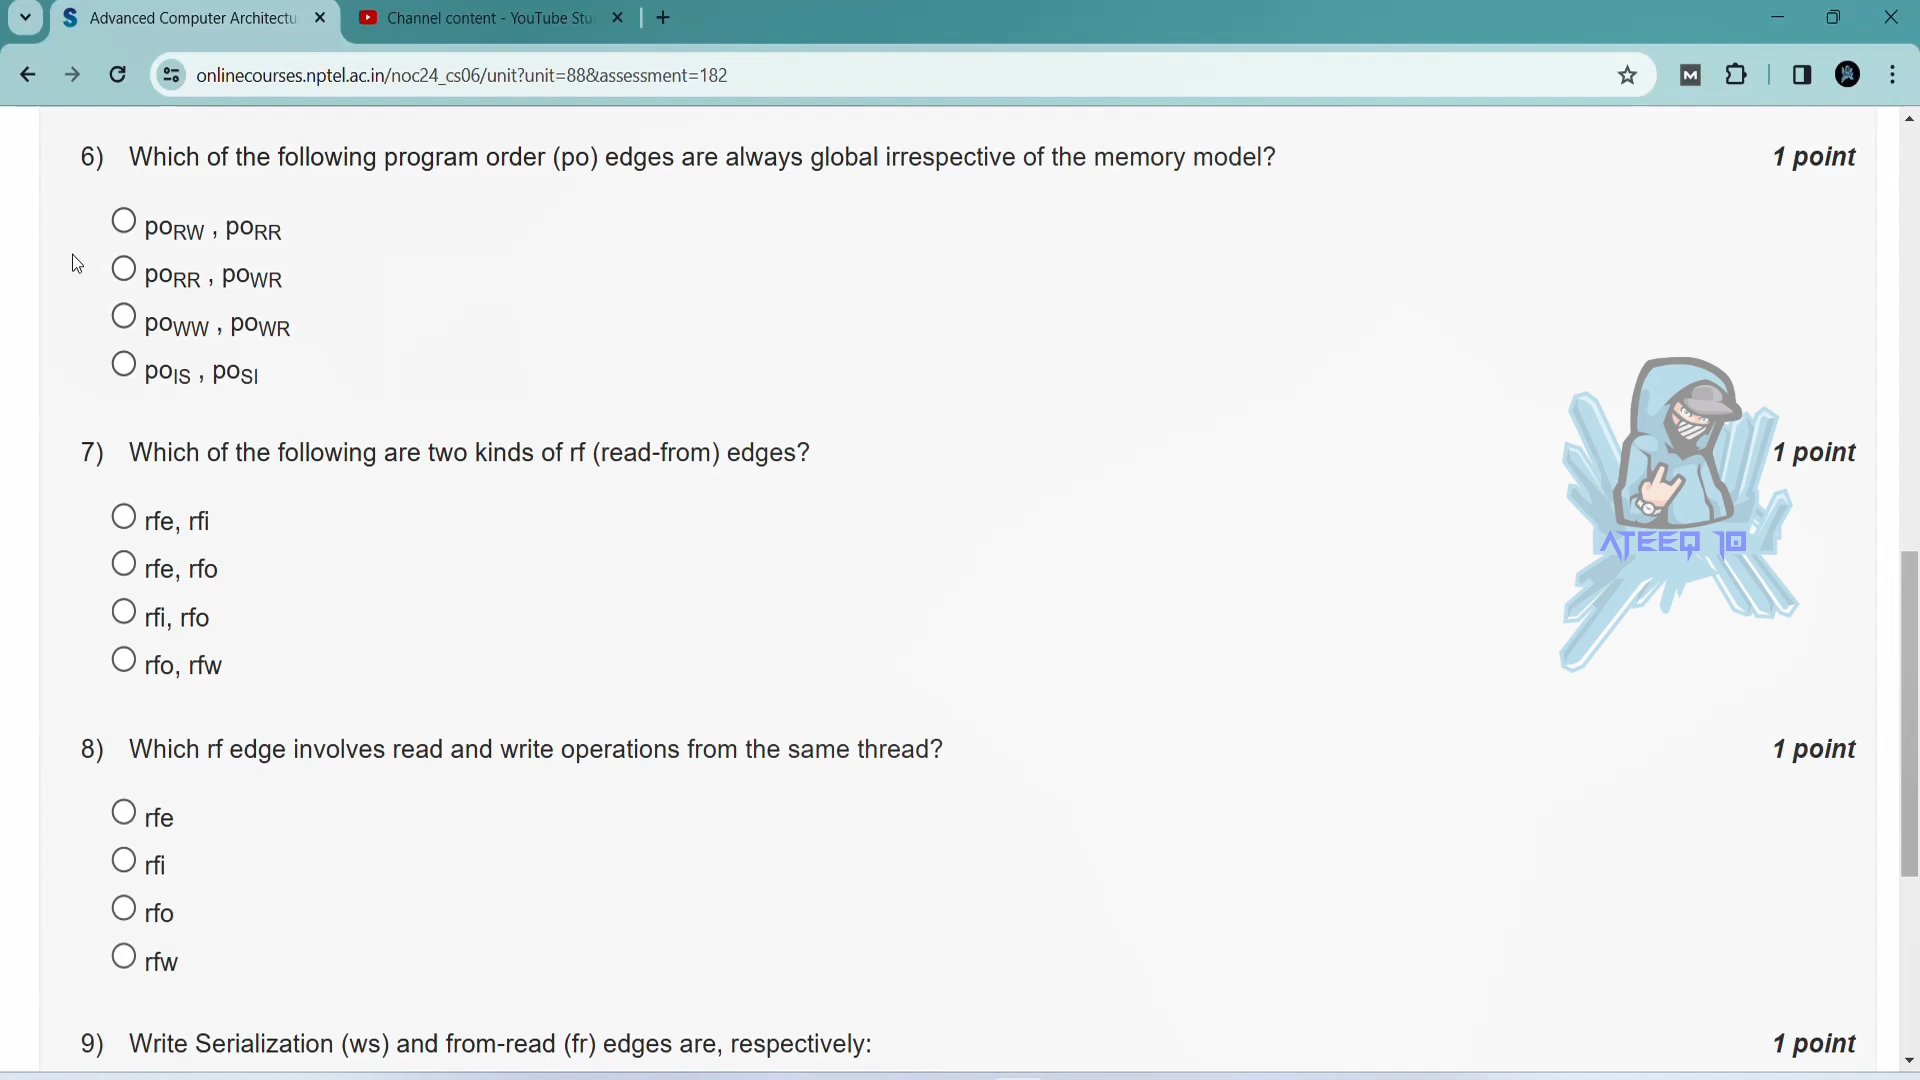 Advanced Computer Architectu
Channel content - YouTube Stu
onlinecourses.nptel.ac.in/noc24_cs06/unit?unit=88&assessment=182
M
6) Which of the following program order (po) edges are always global irrespective of the memory model? 1 point
poRW , poRR
poRR , poWR
poWW , poWR
poIS , poSI
7) Which of the following are two kinds of rf (read-from) edges? 1 point
rfe, rfi
rfe, rfo
rfi, rfo
rfo, rfw
ATEEQ 10
8) Which rf edge involves read and write operations from the same thread? 1 point
rfe
rfi
rfo
rfw
9) Write Serialization (ws) and from-read (fr) edges are, respectively: 1 point